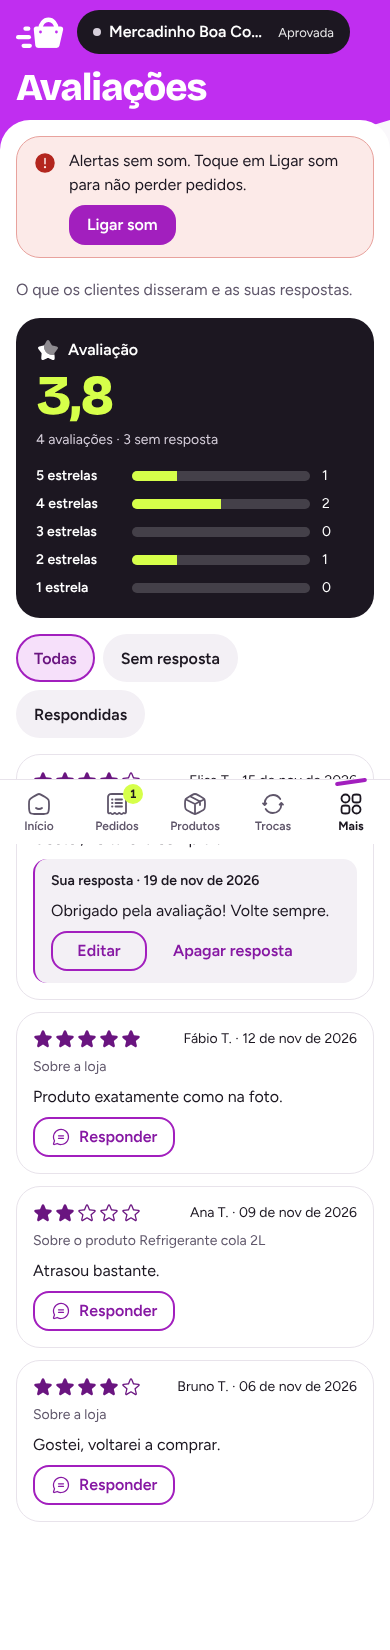 Mercadinho Boa Co... Aprovada
Avaliações
Alertas sem som. Toque em Ligar som
para não perder pedidos.
Ligar som
O que os clientes disseram e as suas respostas.
Avaliação
3,8
4 avaliações · 3 sem resposta
5 estrelas 1
4 estrelas 2
3 estrelas 0
2 estrelas 1
1 estrela 0
Todas Sem resposta
Respondidas
1
Início Pedidos Produtos Trocas Mais
Sua resposta · 19 de nov de 2026
Obrigado pela avaliação! Volte sempre.
Editar Apagar resposta
Fábio T. · 12 de nov de 2026
Sobre a loja
Produto exatamente como na foto.
Responder
Ana T. · 09 de nov de 2026
Sobre o produto Refrigerante cola 2L
Atrasou bastante.
Responder
Bruno T. · 06 de nov de 2026
Sobre a loja
Gostei, voltarei a comprar.
Responder